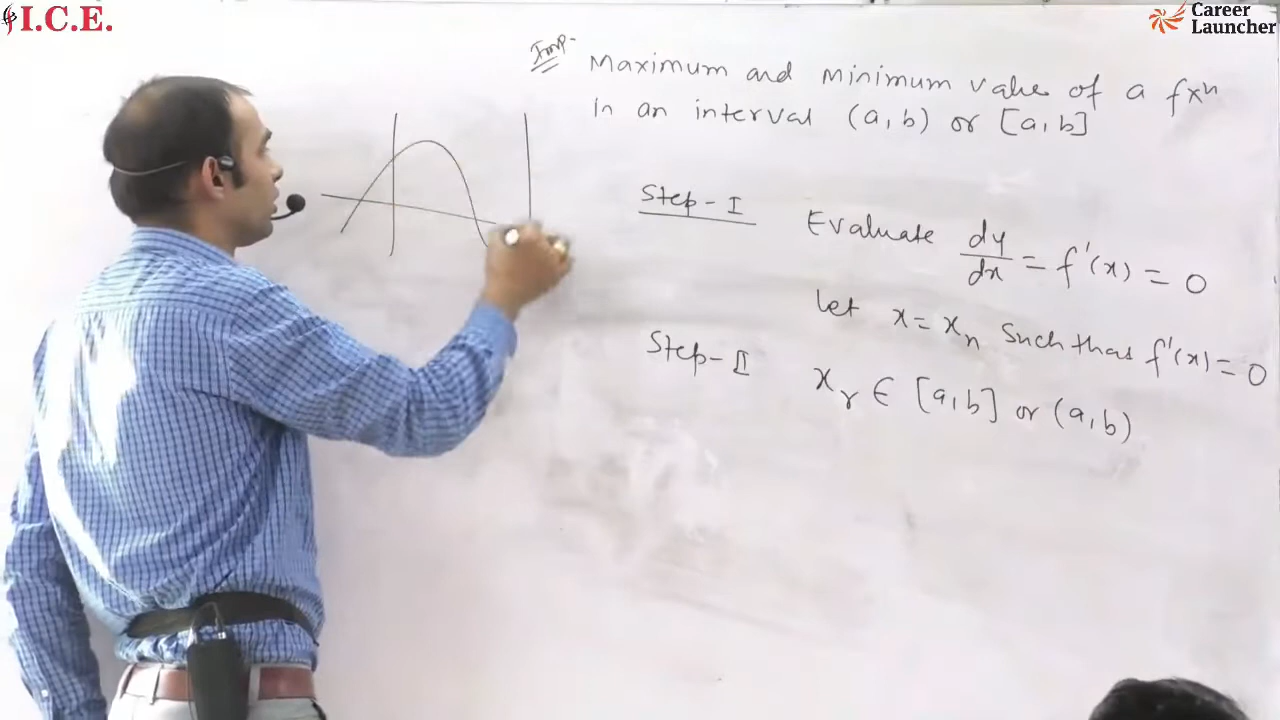 I.C.E.
Career
Launcher
Imp-
Maximum and minimum value of a fxn
in an interval (a,b) or [a,b]
Step-I Evaluate dy/dx = f'(x) = 0
let x = xn such that f'(x) = 0
Step-II xr ∈ [a,b] or (a,b)